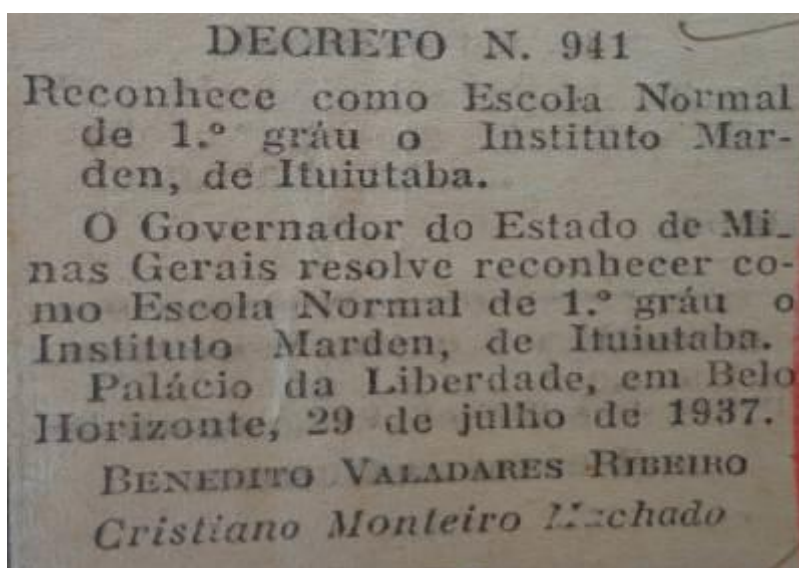 DECRETO N. 941
Reconhece como Escola Normal
de 1.º gráu o Instituto Mar-
den, de Ituiutaba.
O Governador do Estado de Mi-
nas Gerais resolve reconhecer co-
mo Escola Normal de 1.º gráu o
Instituto Marden, de Ituiutaba.
Palácio da Liberdade, em Belo
Horizonte, 29 de julho de 1937.
BENEDITO VALADARES RIBEIRO
Cristiano Monteiro Machado